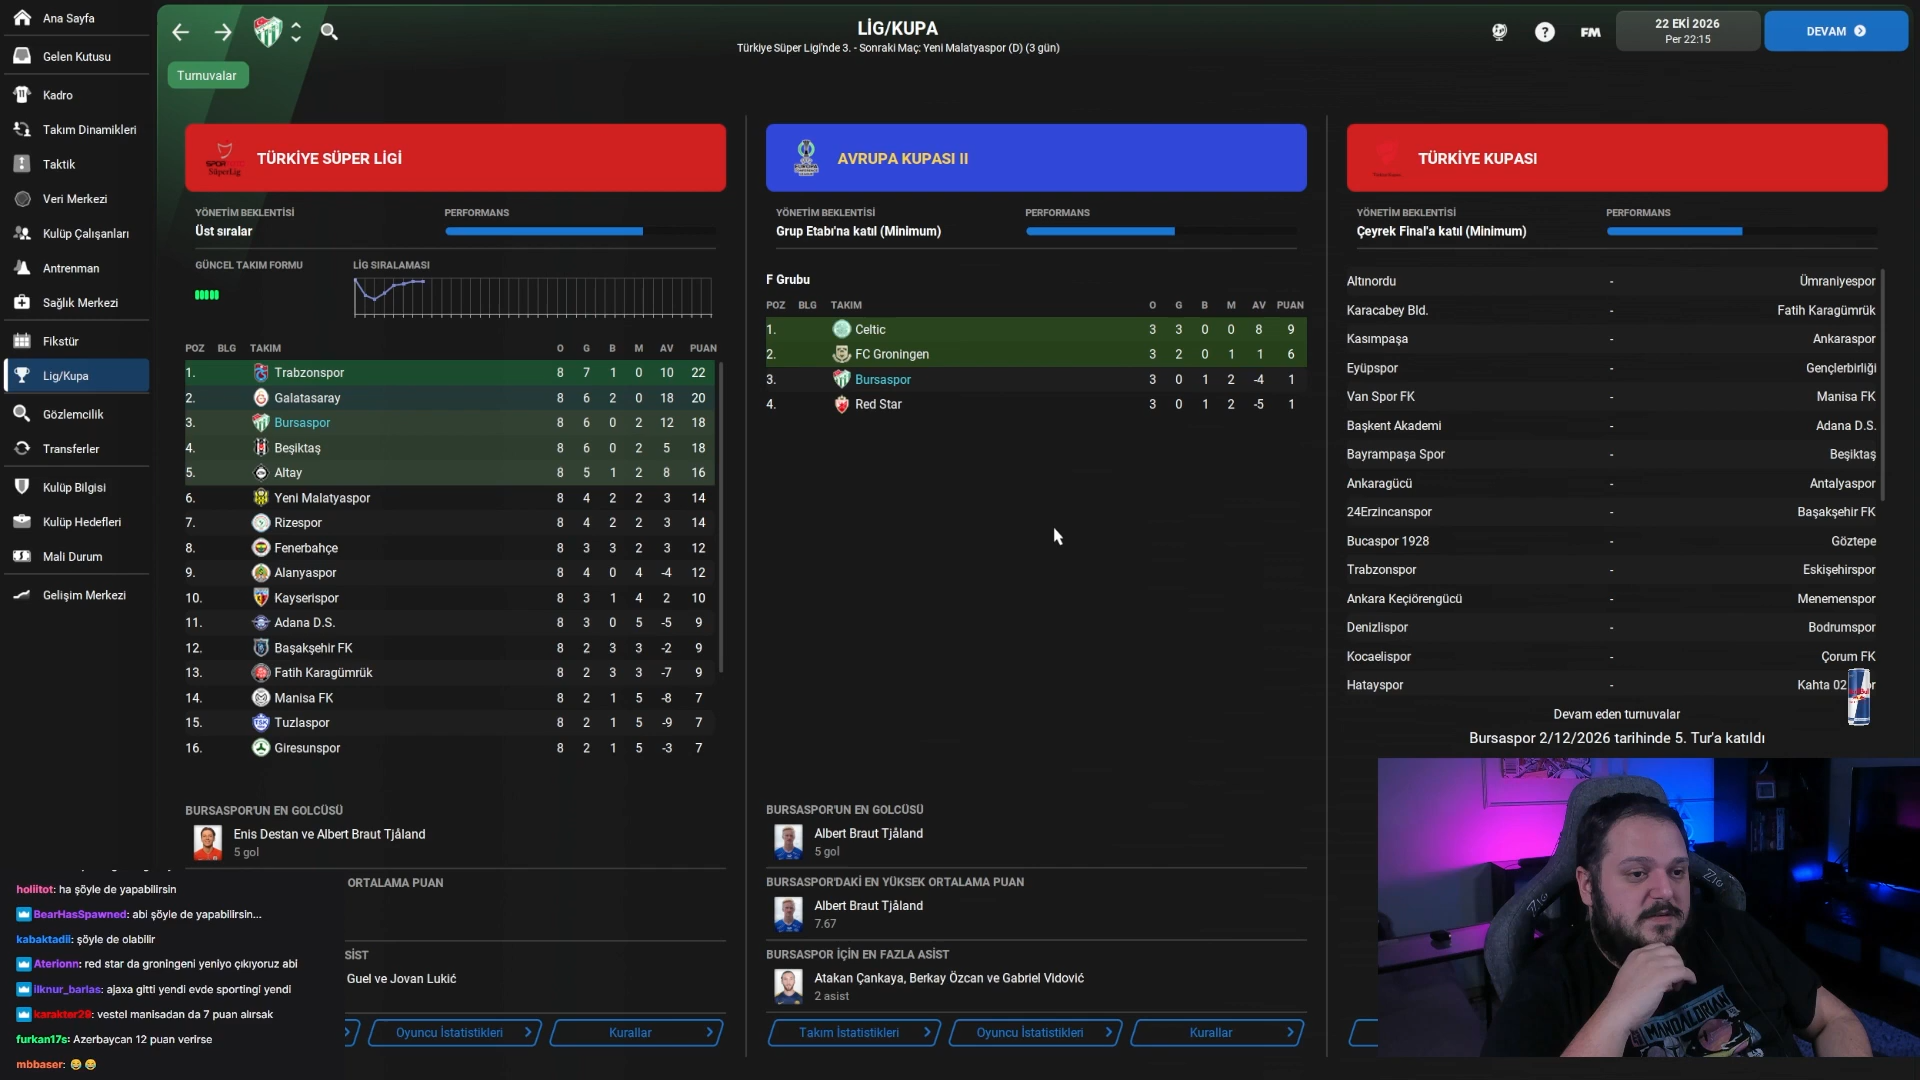 Ana Sayfa
Gelen Kutusu
Kadro
Takım Dinamikleri
Taktik
Veri Merkezi
Kulüp Çalışanları
Antrenman
Sağlık Merkezi
Fikstür
Lig/Kupa
Gözlemcilik
Transferler
Kulüp Bilgisi
Kulüp Hedefleri
Mali Durum
Gelişim Merkezi
LİG/KUPA
Türkiye Süper Ligi'nde 3. - Sonraki Maç: Yeni Malatyaspor (D) (3 gün)
FM
22 EKİ 2026
Per 22:15
DEVAM
Turnuvalar
TÜRKİYE SÜPER LİGİ
YÖNETİM BEKLENTİSİ PERFORMANS
Üst sıralar
GÜNCEL TAKIM FORMU LİG SIRALAMASI
POZ BLG TAKIM O G B M AV PUAN
1. Trabzonspor 8 7 1 0 10 22
2. Galatasaray 8 6 2 0 18 20
3. Bursaspor 8 6 0 2 12 18
4. Beşiktaş 8 6 0 2 5 18
5. Altay 8 5 1 2 8 16
6. Yeni Malatyaspor 8 4 2 2 3 14
7. Rizespor 8 4 2 2 3 14
8. Fenerbahçe 8 3 3 2 3 12
9. Alanyaspor 8 4 0 4 -4 12
10. Kayserispor 8 3 1 4 2 10
11. Adana D.S. 8 3 0 5 -5 9
12. Başakşehir FK 8 2 3 3 -2 9
13. Fatih Karagümrük 8 2 3 3 -7 9
14. Manisa FK 8 2 1 5 -8 7
15. Tuzlaspor 8 2 1 5 -9 7
16. Giresunspor 8 2 1 5 -3 7
BURSASPOR'UN EN GOLCÜSÜ
Enis Destan ve Albert Braut Tjåland
5 gol
ORTALAMA PUAN
SİST
Guel ve Jovan Lukić
Oyuncu İstatistikleri
Kurallar
AVRUPA KUPASI II
YÖNETİM BEKLENTİSİ PERFORMANS
Grup Etabı'na katıl (Minimum)
F Grubu
POZ BLG TAKIM O G B M AV PUAN
1. Celtic 3 3 0 0 8 9
2. FC Groningen 3 2 0 1 1 6
3. Bursaspor 3 0 1 2 -4 1
4. Red Star 3 0 1 2 -5 1
BURSASPOR'UN EN GOLCÜSÜ
Albert Braut Tjåland
5 gol
BURSASPOR'DAKİ EN YÜKSEK ORTALAMA PUAN
Albert Braut Tjåland
7.67
BURSASPOR İÇİN EN FAZLA ASİST
Atakan Çankaya, Berkay Özcan ve Gabriel Vidović
2 asist
Takım İstatistikleri
Oyuncu İstatistikleri
Kurallar
TÜRKİYE KUPASI
YÖNETİM BEKLENTİSİ PERFORMANS
Çeyrek Final'a katıl (Minimum)
Altınordu - Ümraniyespor
Karacabey Bld. - Fatih Karagümrük
Kasımpaşa - Ankaraspor
Eyüpspor - Gençlerbirliği
Van Spor FK - Manisa FK
Başkent Akademi - Adana D.S.
Bayrampaşa Spor - Beşiktaş
Ankaragücü - Antalyaspor
24Erzincanspor - Başakşehir FK
Bucaspor 1928 - Göztepe
Trabzonspor - Eskişehirspor
Ankara Keçiörengücü - Menemenspor
Denizlispor - Bodrumspor
Kocaelispor - Çorum FK
Hatayspor - Kahta 02
Devam eden turnuvalar
Bursaspor 2/12/2026 tarihinde 5. Tur'a katıldı
holiitot: ha şöyle de yapabilirsin
BearHasSpawned: abi şöyle de yapabilirsin...
kabaktadii: şöyle de olabilir
Aterionn: red star da groningeni yeniyo çıkıyoruz abi
ilknur_barlas: ajaxa gitti yendi evde sportingi yendi
karakter29: vestel manisadan da 7 puan alırsak
furkan17s: Azerbaycan 12 puan verirse
mbbaser: 😂 😂